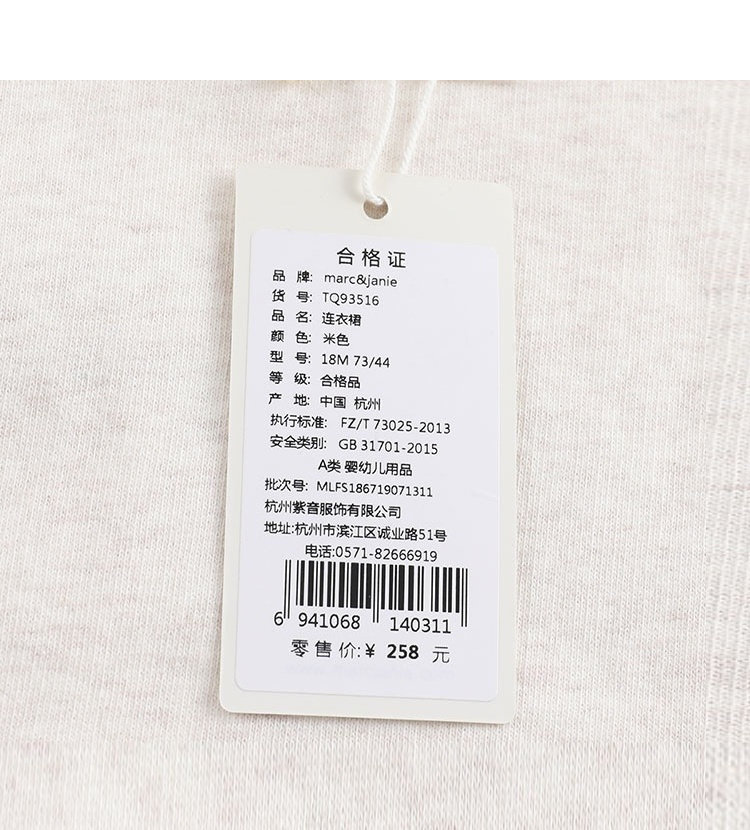 合格证
品 牌: marc&janie
货 号: TQ93516
品 名: 连衣裙
颜 色: 米色
型 号: 18M 73/44
等 级: 合格品
产 地: 中国 杭州
执行标准: FZ/T 73025-2013
安全类别: GB 31701-2015
A类 婴幼儿用品
批次号: MLFS186719071311
杭州紫音服饰有限公司
地址:杭州市滨江区诚业路51号
电话:0571-82666919
6 941068 140311
零售价:¥ 258 元